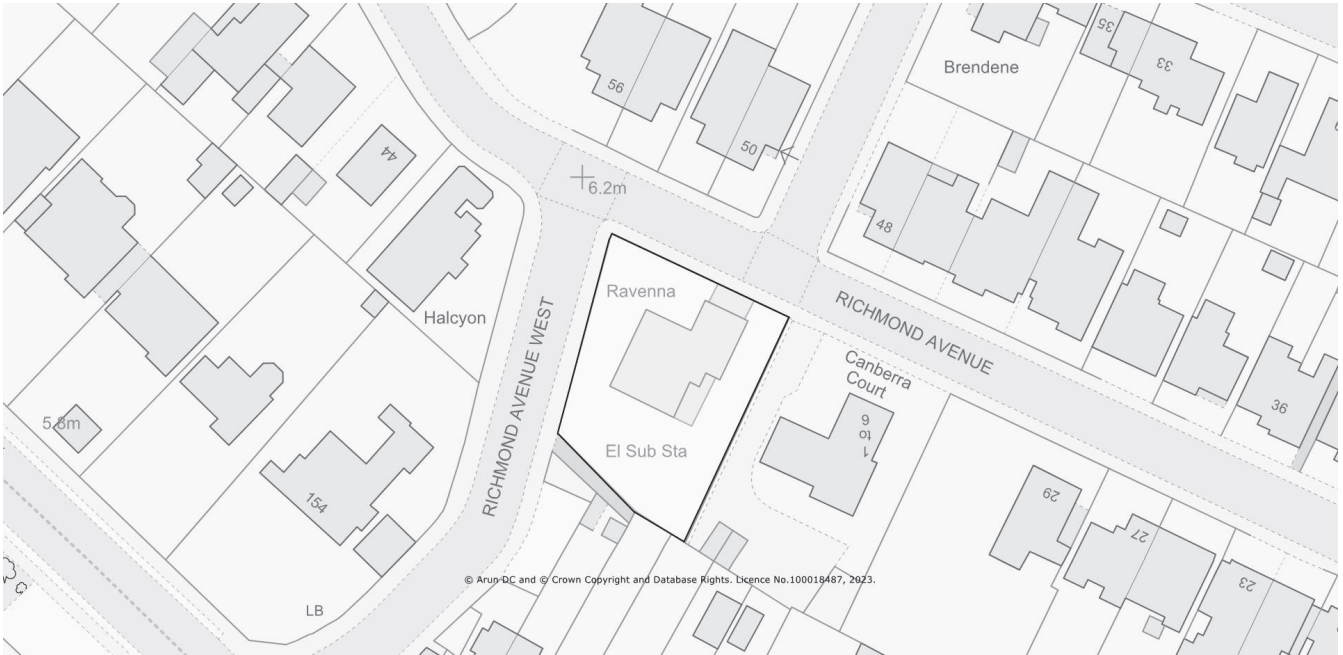 56
50
35
33
Brendene
44
6.2m
48
Ravenna
Halcyon
RICHMOND AVENUE WEST
RICHMOND AVENUE
Canberra
Court
1 to 6
36
5.8m
El Sub Sta
154
29
27
23
LB
© Arun DC and © Crown Copyright and Database Rights. Licence No.100018487, 2023.